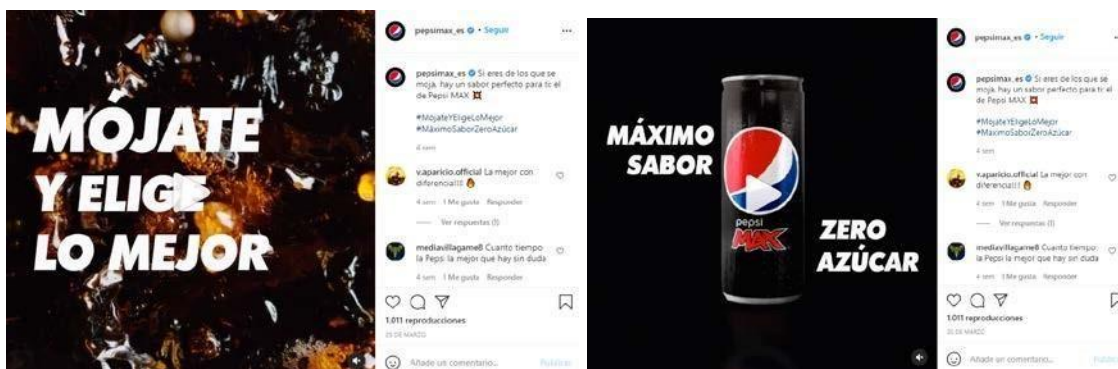 MÓJATE
Y ELIGE
LO MEJOR
pepsimax_es • Seguir
pepsimax_es Si eres de los que se
moja, hay un sabor perfecto para ti: el
de Pepsi MAX
#MojateYEligeLoMejor
#MáximoSaborZeroAzúcar
4 sem
v.aparicio.official La mejor con
diferencia!!!
4 sem 1 Me gusta Responder
Ver respuestas (1)
mediavillagame8 Cuanto tiempo
la Pepsi la mejor que hay sin duda
4 sem 1 Me gusta Responder
1.011 reproducciones
25 DE MARZO
Añade un comentario... Publicar
MÁXIMO
SABOR
pepsi
MAX
ZERO
AZÚCAR
pepsimax_es • Seguir
pepsimax_es Si eres de los que se
moja, hay un sabor perfecto para ti: el
de Pepsi MAX
#MojateYEligeLoMejor
#MáximoSaborZeroAzúcar
4 sem
v.aparicio.official La mejor con
diferencia!!!
4 sem 1 Me gusta Responder
Ver respuestas (1)
mediavillagame8 Cuanto tiempo
la Pepsi la mejor que hay sin duda
4 sem 1 Me gusta Responder
1.011 reproducciones
25 DE MARZO
Añade un comentario...